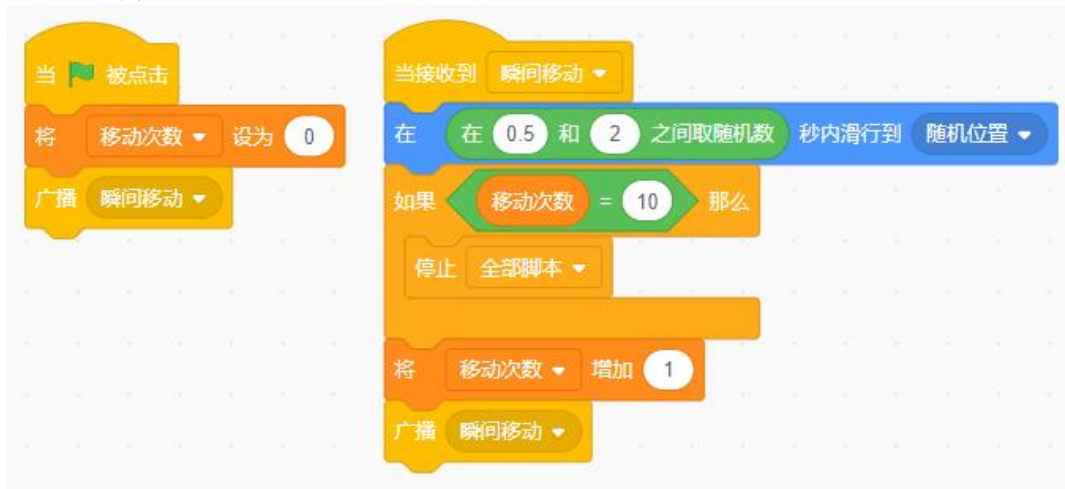 当 被点击
将 移动次数 设为 0
广播 瞬间移动
当接收到 瞬间移动
在 在 0.5 和 2 之间取随机数 秒内滑行到 随机位置
如果 移动次数 = 10 那么
停止 全部脚本
将 移动次数 增加 1
广播 瞬间移动